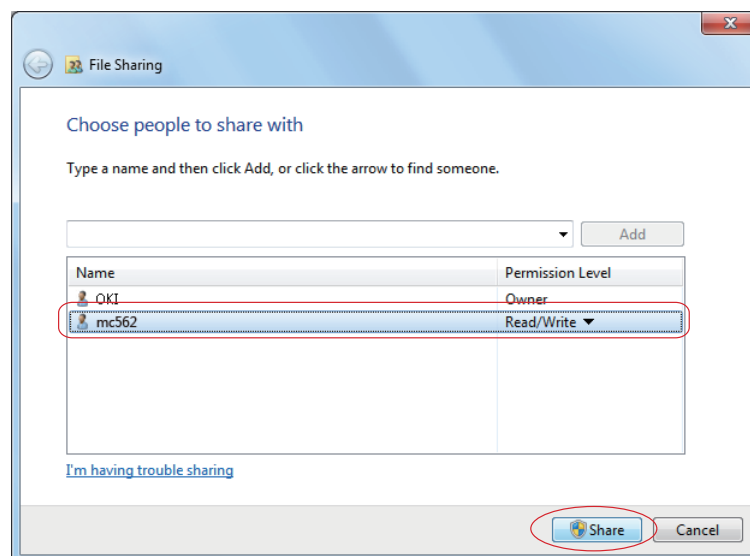 File Sharing
Choose people to share with
Type a name and then click Add, or click the arrow to find someone.
Add
Name Permission Level
OKI Owner
mc562 Read/Write
I'm having trouble sharing
Share Cancel